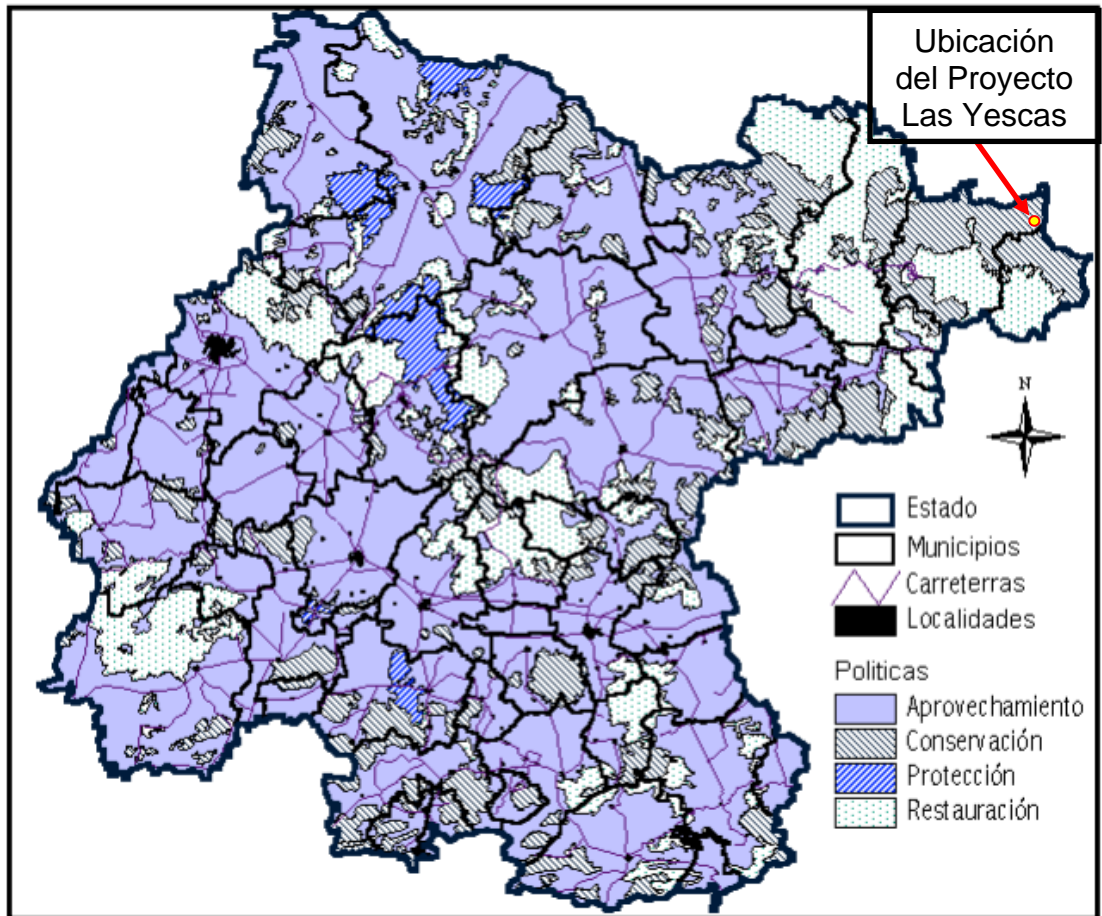 Ubicación
del Proyecto
Las Yescas
N
Estado
Municipios
Carreterras
Localidades
Politicas
Aprovechamiento
Conservación
Protección
Restauración